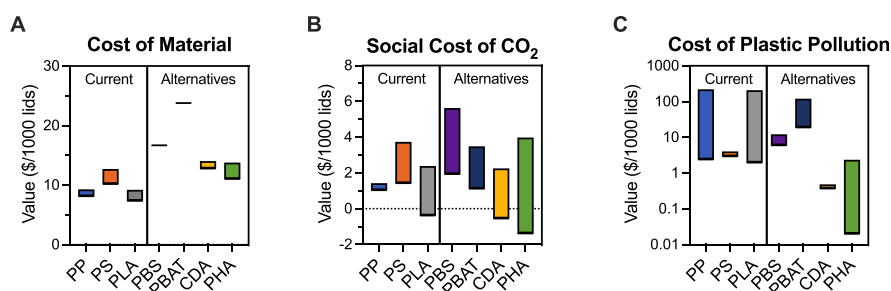 A
Cost of Material
Value ($/1000 lids)
30
20
10
0
Current
Alternatives
PP
PS
PLA
PBS
PBAT
CDA
PHA
B
Social Cost of CO2
Value ($/1000 lids)
8
6
4
2
0
-2
Current
Alternatives
PP
PS
PLA
PBS
PBAT
CDA
PHA
C
Cost of Plastic Pollution
Value ($/1000 lids)
1000
100
10
1
0.1
0.01
Current
Alternatives
PP
PS
PLA
PBS
PBAT
CDA
PHA